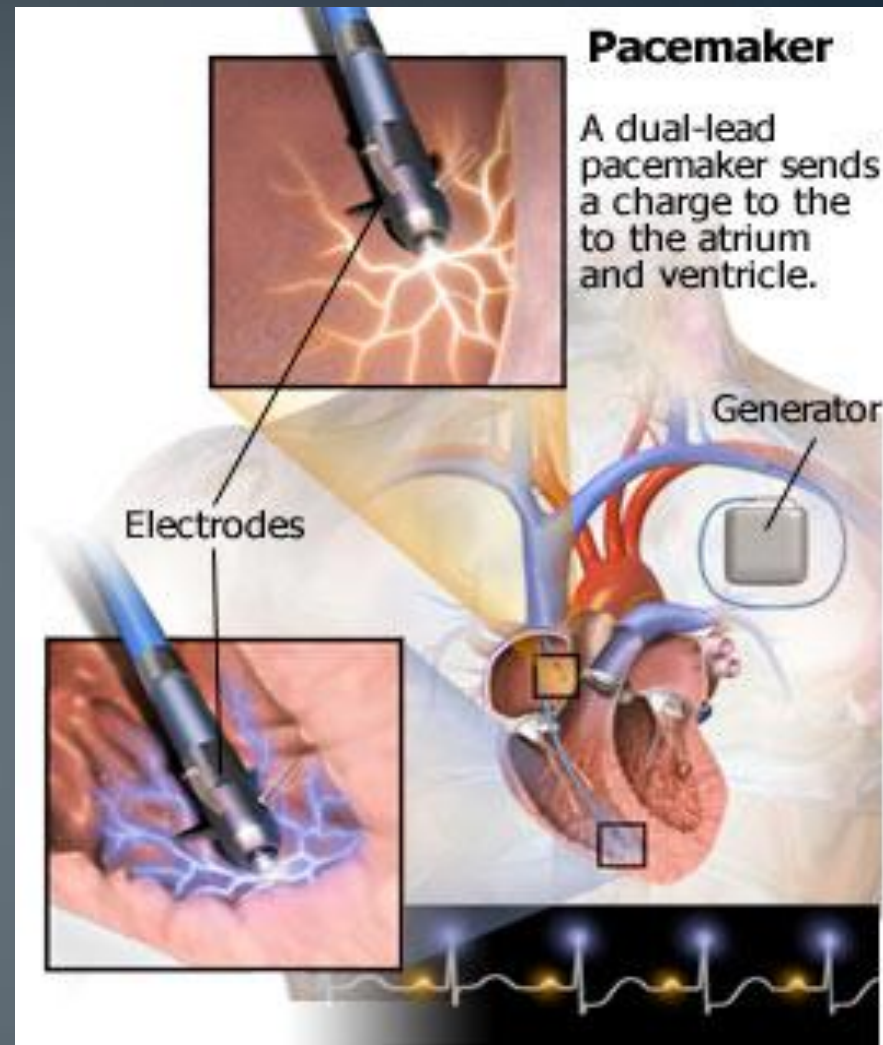 Pacemaker
A dual-lead
pacemaker sends
a charge to the
to the atrium
and ventricle.
Generator
Electrodes